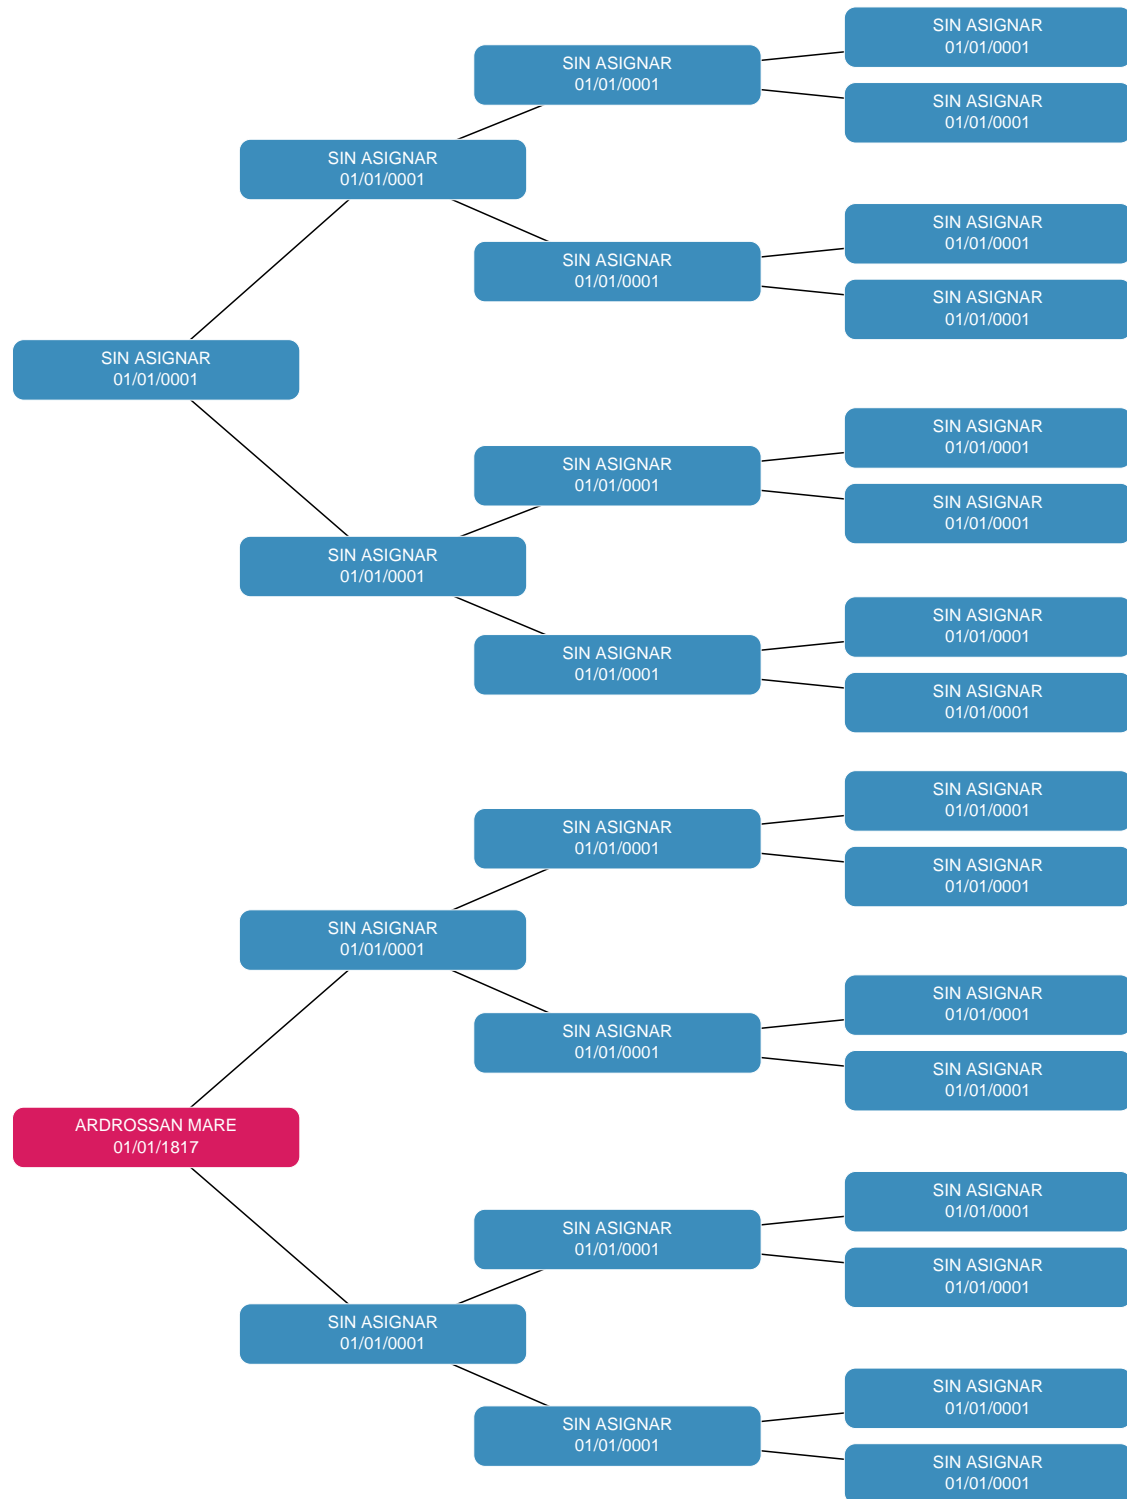 SIN ASIGNAR
01/01/0001
SIN ASIGNAR
01/01/0001
SIN ASIGNAR
01/01/0001
SIN ASIGNAR
01/01/0001
SIN ASIGNAR
01/01/0001
SIN ASIGNAR
01/01/0001
SIN ASIGNAR
01/01/0001
SIN ASIGNAR
01/01/0001
SIN ASIGNAR
01/01/0001
SIN ASIGNAR
01/01/0001
SIN ASIGNAR
01/01/0001
SIN ASIGNAR
01/01/0001
SIN ASIGNAR
01/01/0001
SIN ASIGNAR
01/01/0001
SIN ASIGNAR
01/01/0001
SIN ASIGNAR
01/01/0001
SIN ASIGNAR
01/01/0001
SIN ASIGNAR
01/01/0001
SIN ASIGNAR
01/01/0001
SIN ASIGNAR
01/01/0001
SIN ASIGNAR
01/01/0001
SIN ASIGNAR
01/01/0001
ARDROSSAN MARE
01/01/1817
SIN ASIGNAR
01/01/0001
SIN ASIGNAR
01/01/0001
SIN ASIGNAR
01/01/0001
SIN ASIGNAR
01/01/0001
SIN ASIGNAR
01/01/0001
SIN ASIGNAR
01/01/0001
SIN ASIGNAR
01/01/0001